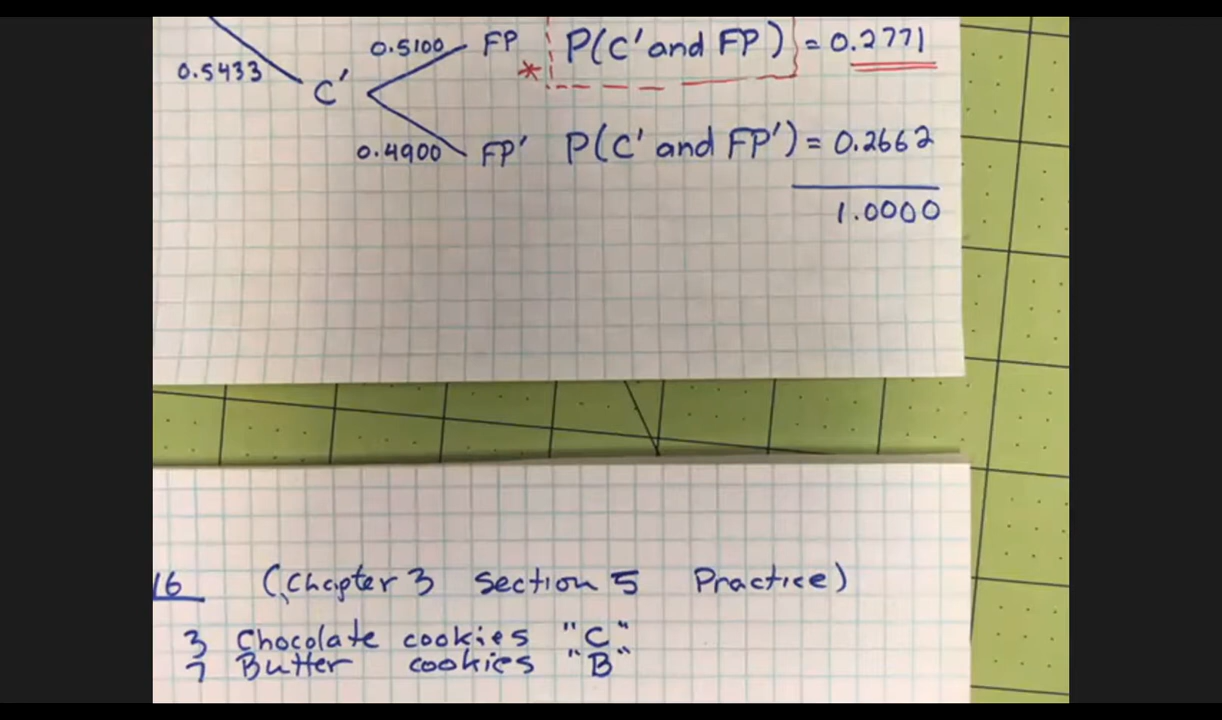 0.5100 FP P(C' and FP) = 0.2771
0.5433 C' *
0.4900 FP' P(C' and FP') = 0.2662
1.0000
16 (Chapter 3 Section 5 Practice)
3 Chocolate cookies "C"
7 Butter cookies "B"